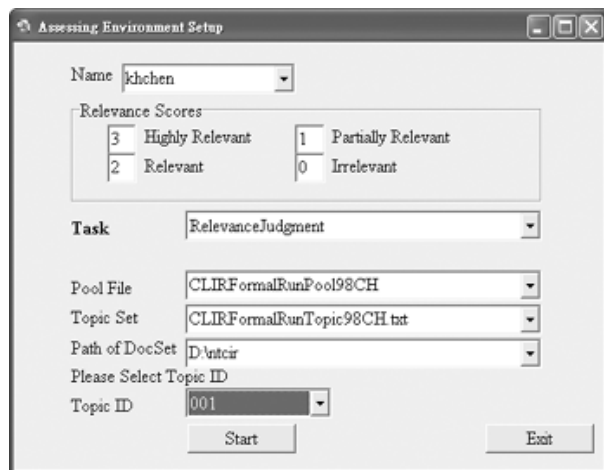 Assessing Environment Setup
Name khchen
Relevance Scores
3 Highly Relevant 1 Partially Relevant
2 Relevant 0 Irrelevant
Task RelevanceJudgment
Pool File CLIRFormalRunPool98CH
Topic Set CLIRFormalRunTopic98CH.txt
Path of DocSet D:\ntcir
Please Select Topic ID
Topic ID 001
Start Exit